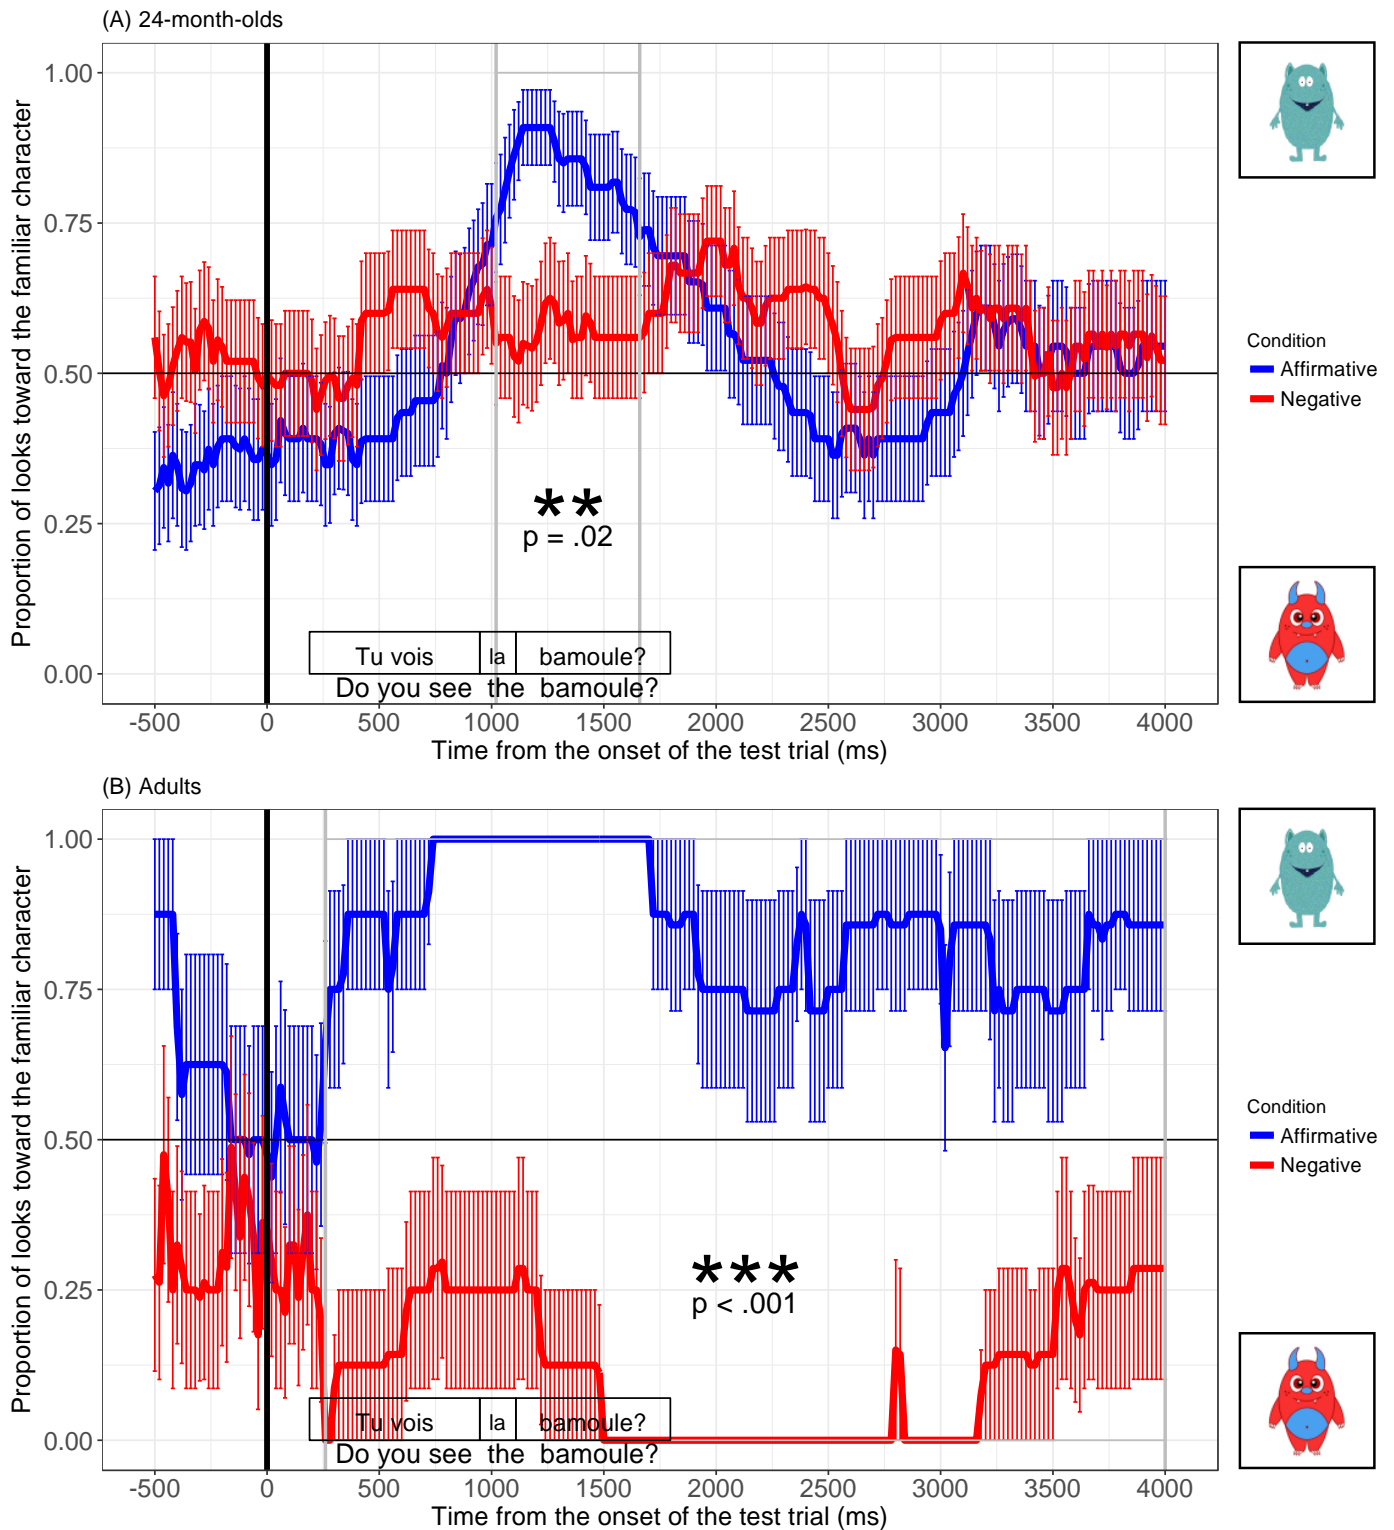 (A) 24-month-olds
Proportion of looks toward the familiar character
1.00
0.75
0.50
0.25
0.00
Condition
Affirmative
Negative
**
p = .02
Tu vois la bamoule?
Do you see the bamoule?
-500 0 500 1000 1500 2000 2500 3000 3500 4000
Time from the onset of the test trial (ms)
(B) Adults
Proportion of looks toward the familiar character
1.00
0.75
0.50
0.25
0.00
Condition
Affirmative
Negative
***
p < .001
Tu vois la bamoule?
Do you see the bamoule?
-500 0 500 1000 1500 2000 2500 3000 3500 4000
Time from the onset of the test trial (ms)